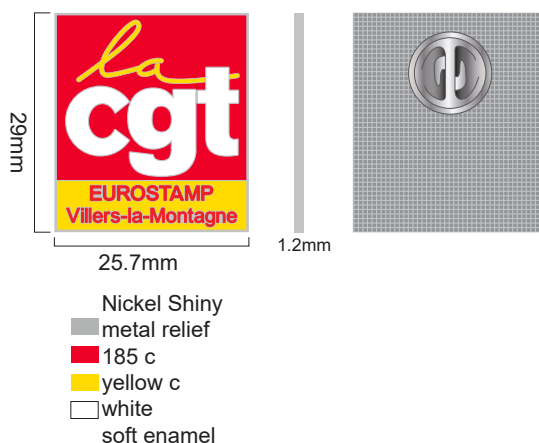 la
cgt
EUROSTAMP
Villers-la-Montagne
29mm
25.7mm
1.2mm
Nickel Shiny
metal relief
185 c
yellow c
white
soft enamel